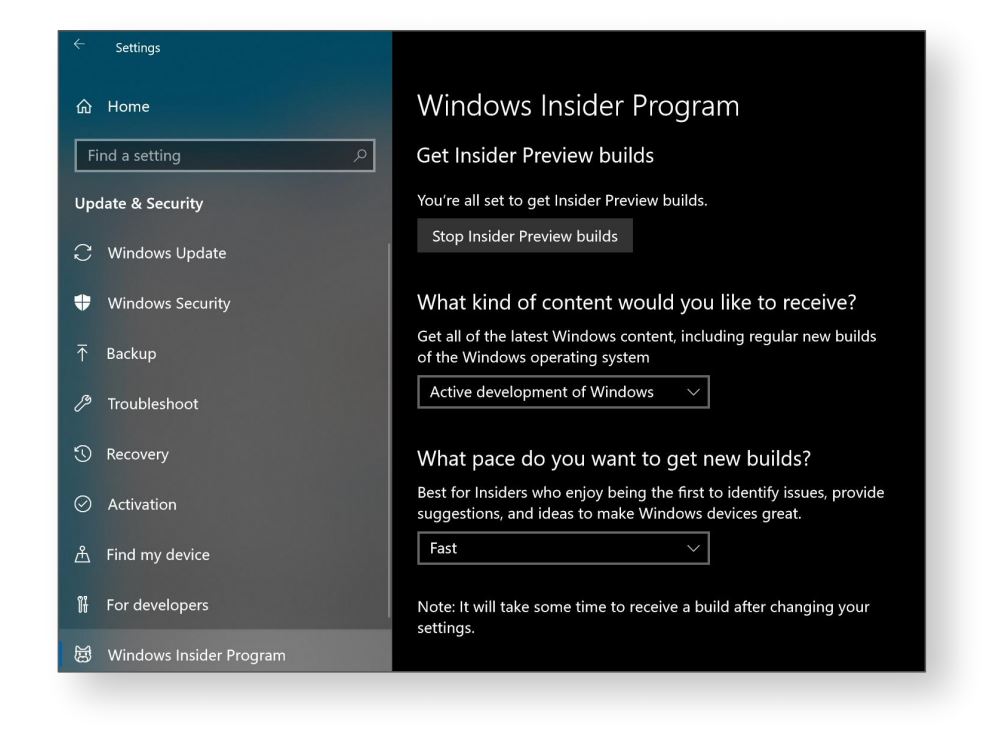 Settings
Home
Find a setting
Update & Security
Windows Update
Windows Security
Backup
Troubleshoot
Recovery
Activation
Find my device
For developers
Windows Insider Program
Windows Insider Program
Get Insider Preview builds
You're all set to get Insider Preview builds.
Stop Insider Preview builds
What kind of content would you like to receive?
Get all of the latest Windows content, including regular new builds
of the Windows operating system
Active development of Windows
What pace do you want to get new builds?
Best for Insiders who enjoy being the first to identify issues, provide
suggestions, and ideas to make Windows devices great.
Fast
Note: It will take some time to receive a build after changing your
settings.